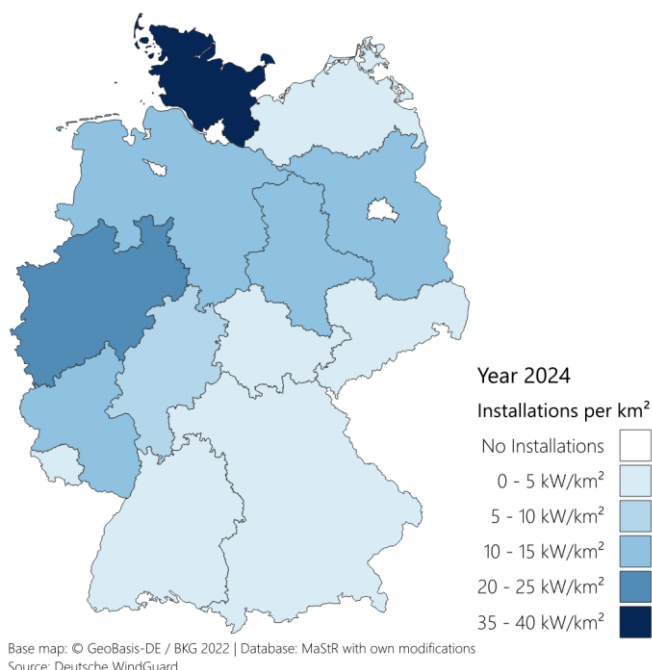 Year 2024
Installations per km²
No Installations
0 - 5 kW/km²
5 - 10 kW/km²
10 - 15 kW/km²
20 - 25 kW/km²
35 - 40 kW/km²
Base map: © GeoBasis-DE / BKG 2022 | Database: MaStR with own modifications
Source: Deutsche WindGuard